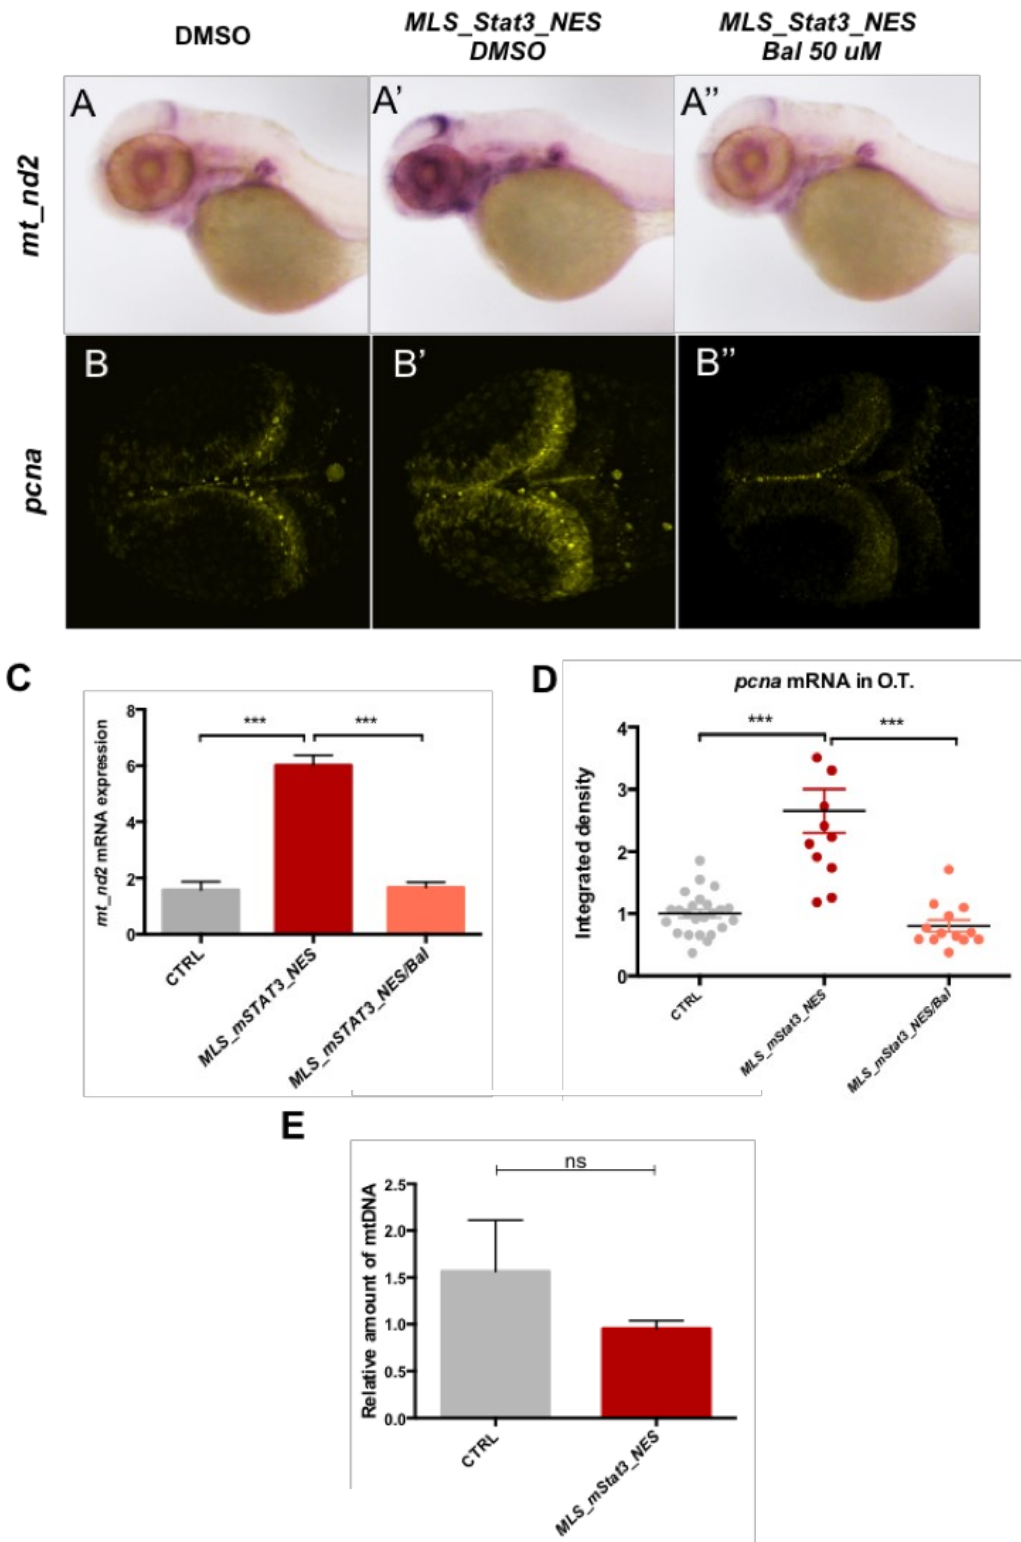 DMSO
MLS_Stat3_NES
DMSO
MLS_Stat3_NES
Bal 50 uM
A
A'
A''
mt_nd2
B
B'
B''
pcna
C
8
6
4
2
0
mt_nd2 mRNA expression
***
***
CTRL
MLS_mSTAT3_NES
MLS_mSTAT3_NES/Bal
D
pcna mRNA in O.T.
4
3
2
1
0
Integrated density
***
***
CTRL
MLS_mStat3_NES
MLS_mStat3_NES/Bal
E
ns
2.5
2.0
1.5
1.0
0.5
0.0
Relative amount of mtDNA
CTRL
MLS_mStat3_NES